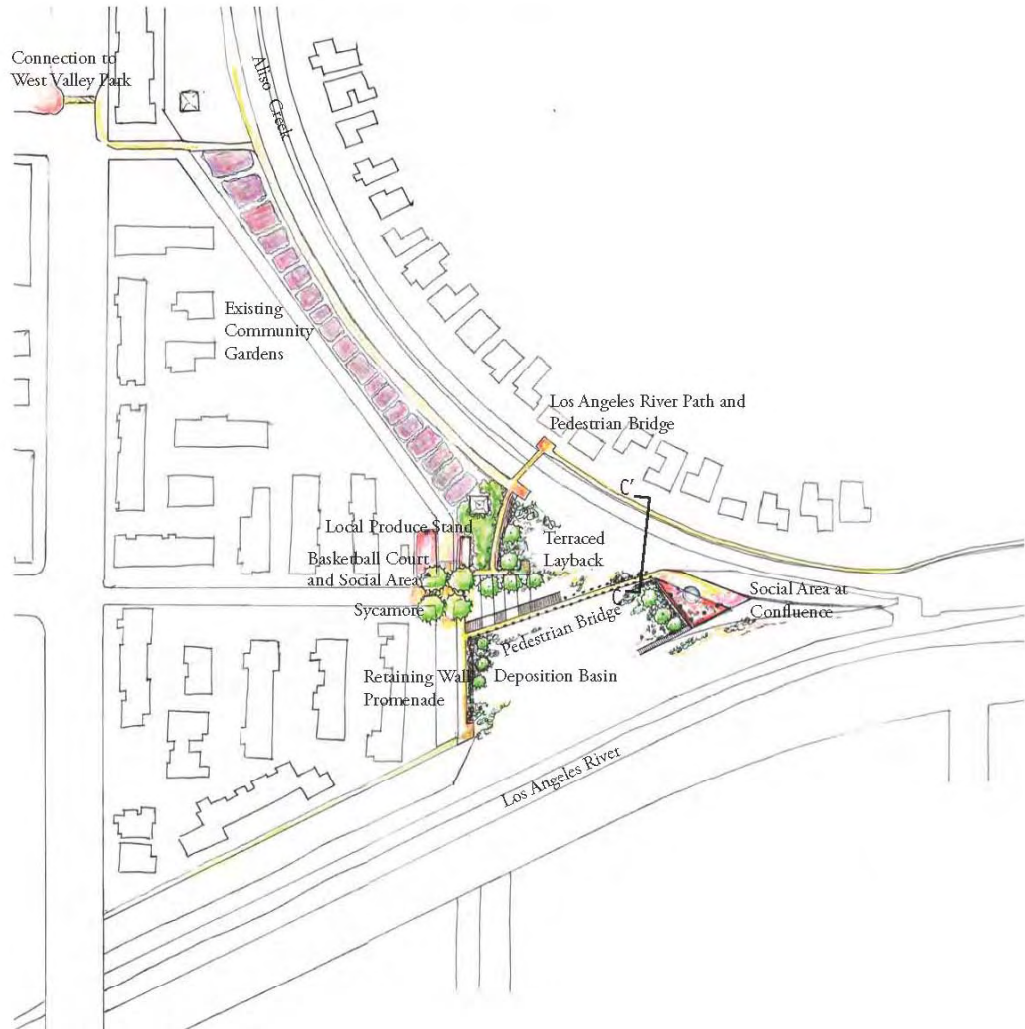 Connection to
West Valley Park
Aliso Creek
Existing
Community
Gardens
Los Angeles River Path and
Pedestrian Bridge
C'
Local Produce Stand
Terraced
Layback
Basketball Court
and Social Area
C
Social Area at
Confluence
Sycamore
Pedestrian Bridge
Retaining Wall
Promenade
Deposition Basin
Los Angeles River